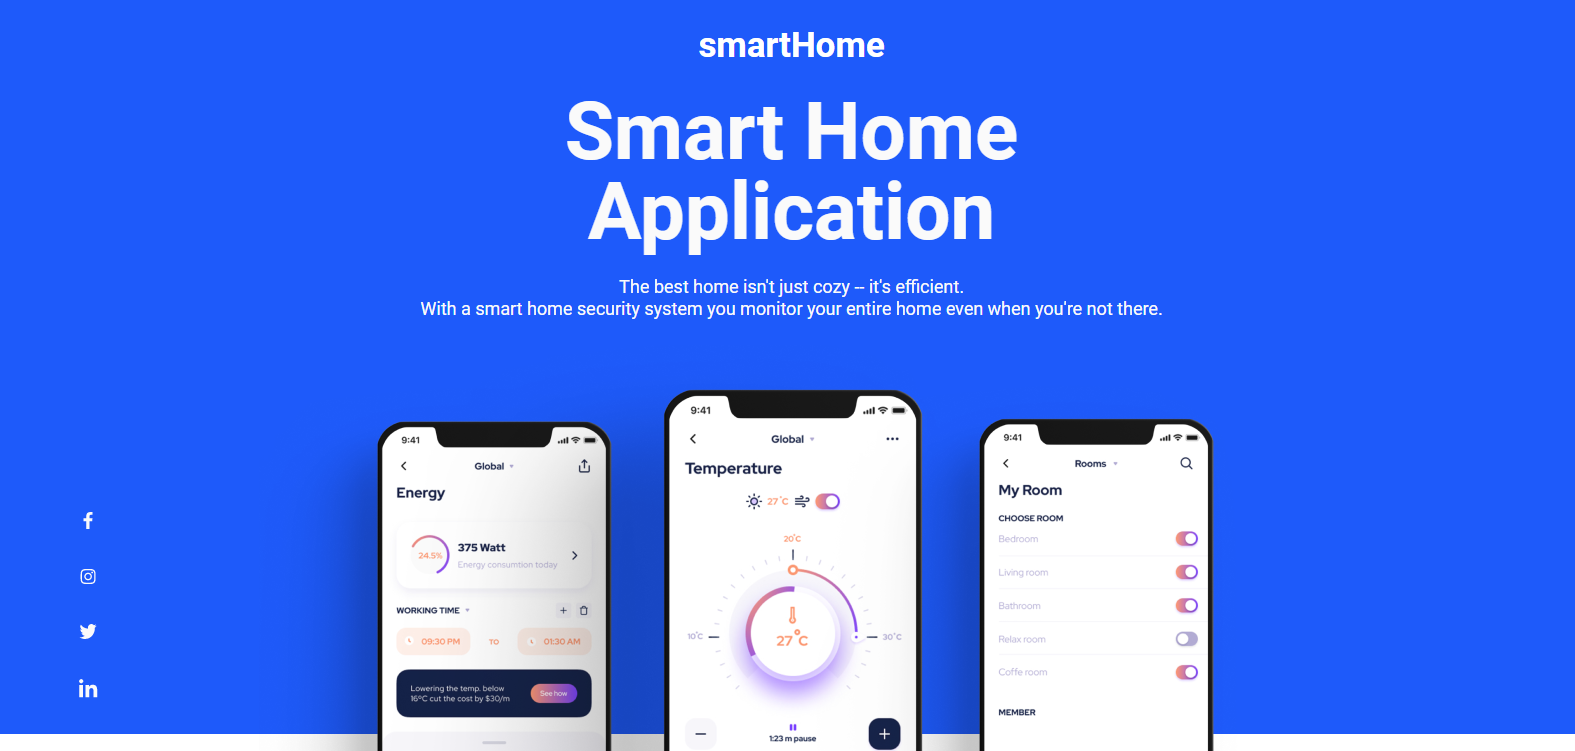 smartHome
Smart Home
Application
The best home isn't just cozy -- it's efficient.
With a smart home security system you monitor your entire home even when you're not there.
9:41
Global
Energy
24.5%
375 Watt
Energy consumtion today
WORKING TIME
09:30 PM
TO
01:30 AM
Lowering the temp. below
16°C cut the cost by $30/m
See how
9:41
Global
Temperature
27°C
20°C
10°C
30°C
27°C
1:23 m pause
9:41
Rooms
My Room
CHOOSE ROOM
Bedroom
Living room
Bathroom
Relax room
Coffe room
MEMBER